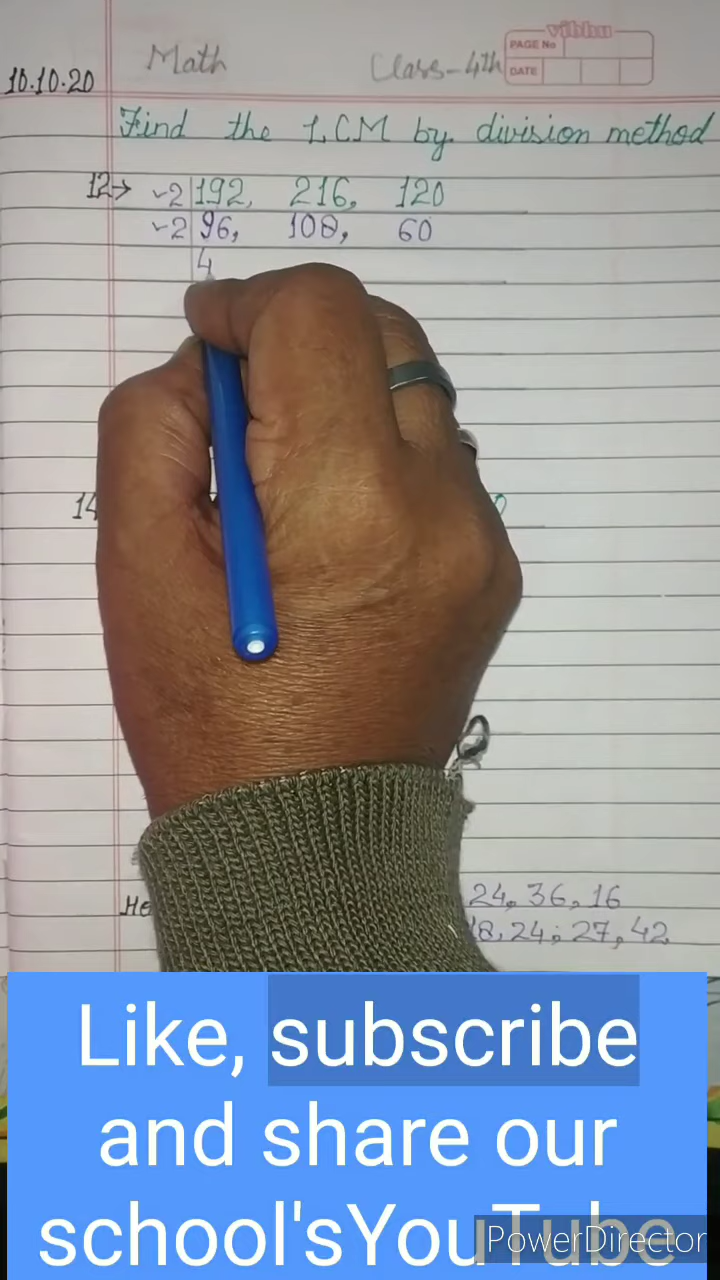 vibhu
PAGE No
DATE
Math Class-4th
10.10.20
Find the LCM by division method
12→ 2 192, 216, 120
2 96, 108, 60
4
14
24, 36, 16
18, 24, 27, 42
Like, subscribe
and share our
school'sYouTube
PowerDirector